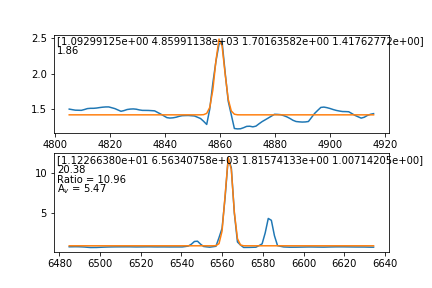 [1.09299125e+00 4.85991138e+03 1.70163582e+00 1.41762772e+00]
1.86
2.5
2.0
1.5
4800 4820 4840 4860 4880 4900 4920
[1.12266380e+01 6.56340758e+03 1.81574133e+00 1.00714205e+00]
20.38
Ratio = 10.96
Aᵥ = 5.47
10
5
6480 6500 6520 6540 6560 6580 6600 6620 6640